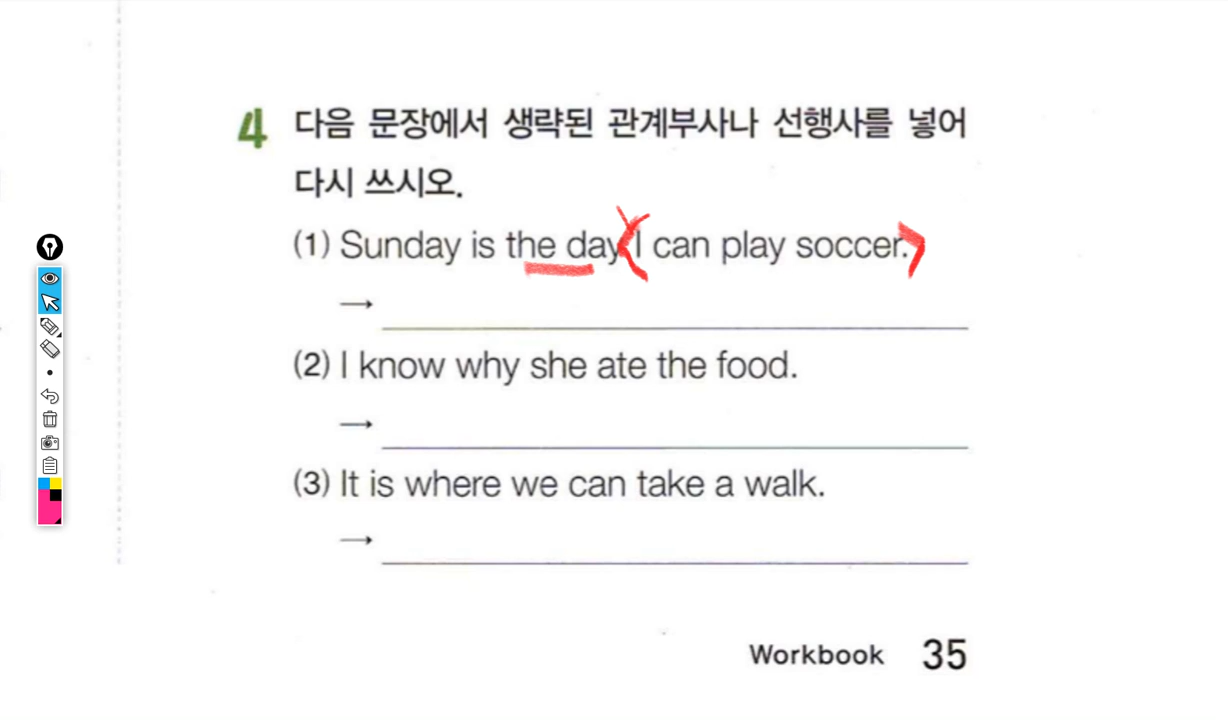 4 다음 문장에서 생략된 관계부사나 선행사를 넣어
다시 쓰시오.
(1) Sunday is the day I can play soccer.
→
(2) I know why she ate the food.
→
(3) It is where we can take a walk.
→
Workbook 35